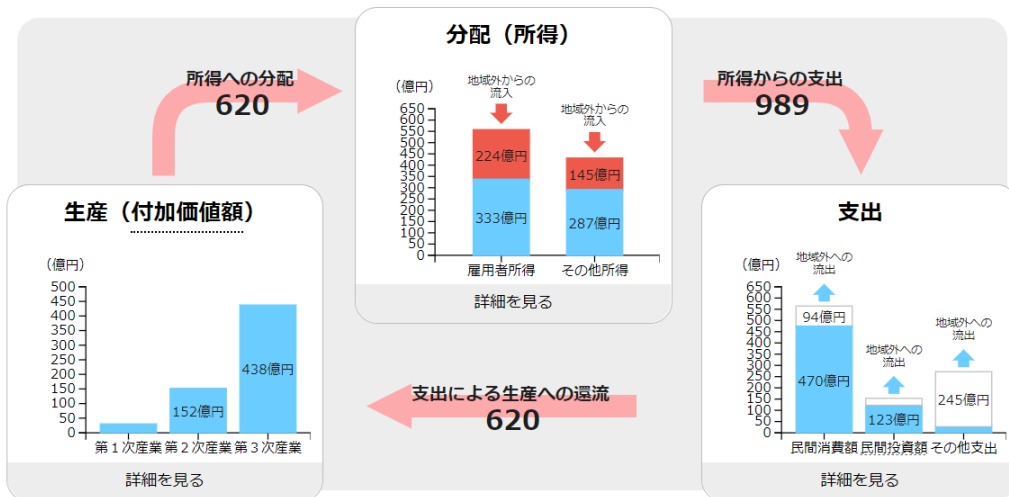 分配（所得）
（億円）
地域外からの
流入
地域外からの
流入
650
600
550
500
450
400
350
300
250
200
150
100
50
0
224億円
333億円
145億円
287億円
雇用者所得
その他所得
詳細を見る
所得への分配
620
所得からの支出
989
生産（付加価値額）
（億円）
500
450
400
350
300
250
200
150
100
50
0
152億円
438億円
第１次産業
第２次産業
第３次産業
詳細を見る
支出による生産への還流
620
支出
（億円）
地域外への
流出
地域外への
流出
地域外への
流出
650
600
550
500
450
400
350
300
250
200
150
100
50
0
94億円
470億円
123億円
245億円
民間消費額
民間投資額
その他支出
詳細を見る